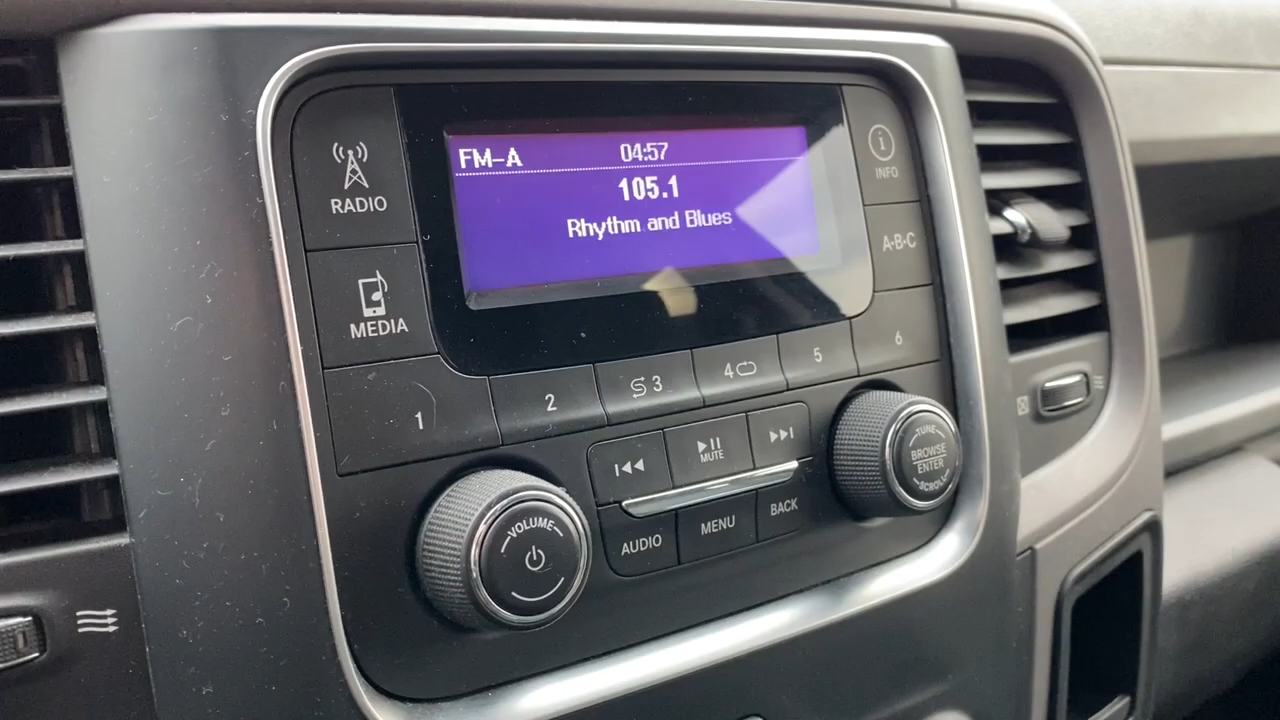 FM-A 04:57
105.1
Rhythm and Blues
RADIO
MEDIA
INFO
A·B·C
1 2 3 4 5 6
MUTE
AUDIO MENU BACK
VOLUME
TUNE
BROWSE
ENTER
SCROLL